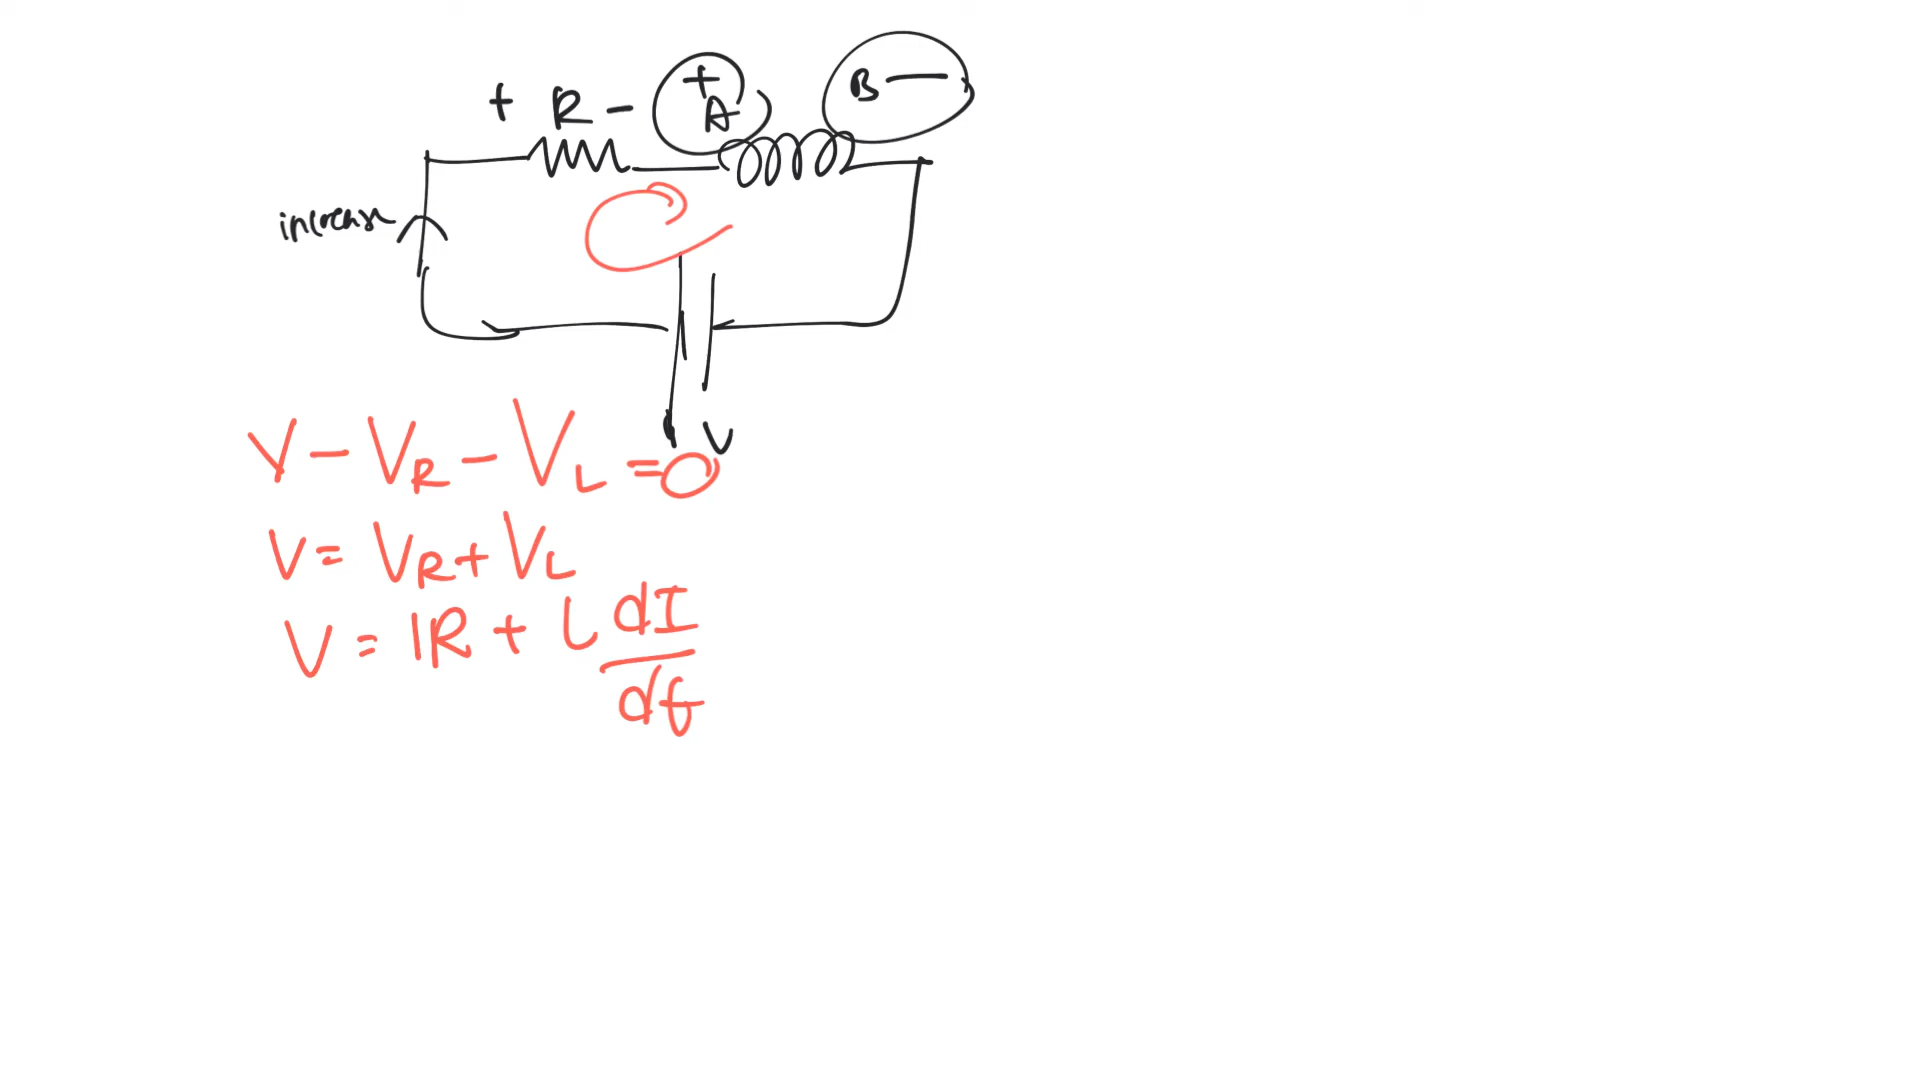 + R - + A B -
increase
V
V - V_R - V_L = 0
V = V_R + V_L
V = IR + L dI/dt